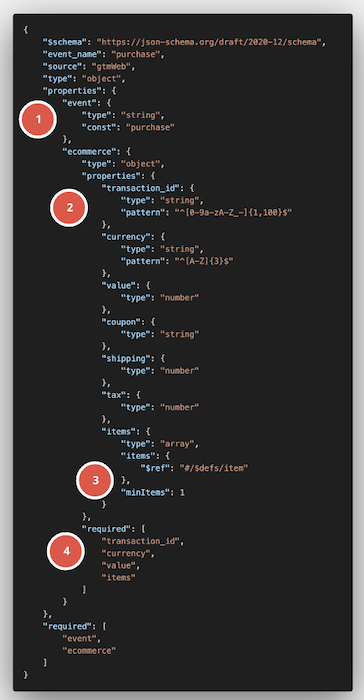 {
"$schema": "https://json-schema.org/draft/2020-12/schema",
"event_name": "purchase",
"source": "gtmWeb",
"type": "object",
"properties": {
"event": {
1
"type": "string",
"const": "purchase"
},
"ecommerce": {
"type": "object",
"properties": {
"transaction_id": {
2
"type": "string",
"pattern": "^[0-9a-zA-Z_-]{1,100}$"
},
"currency": {
"type": "string",
"pattern": "^[A-Z]{3}$"
},
"value": {
"type": "number"
},
"coupon": {
"type": "string"
},
"shipping": {
"type": "number"
},
"tax": {
"type": "number"
},
"items": {
"type": "array",
"items": {
"$ref": "#/$defs/item"
3
},
"minItems": 1
}
},
"required": [
4
"transaction_id",
"currency",
"value",
"items"
]
}
},
"required": [
"event",
"ecommerce"
]
}